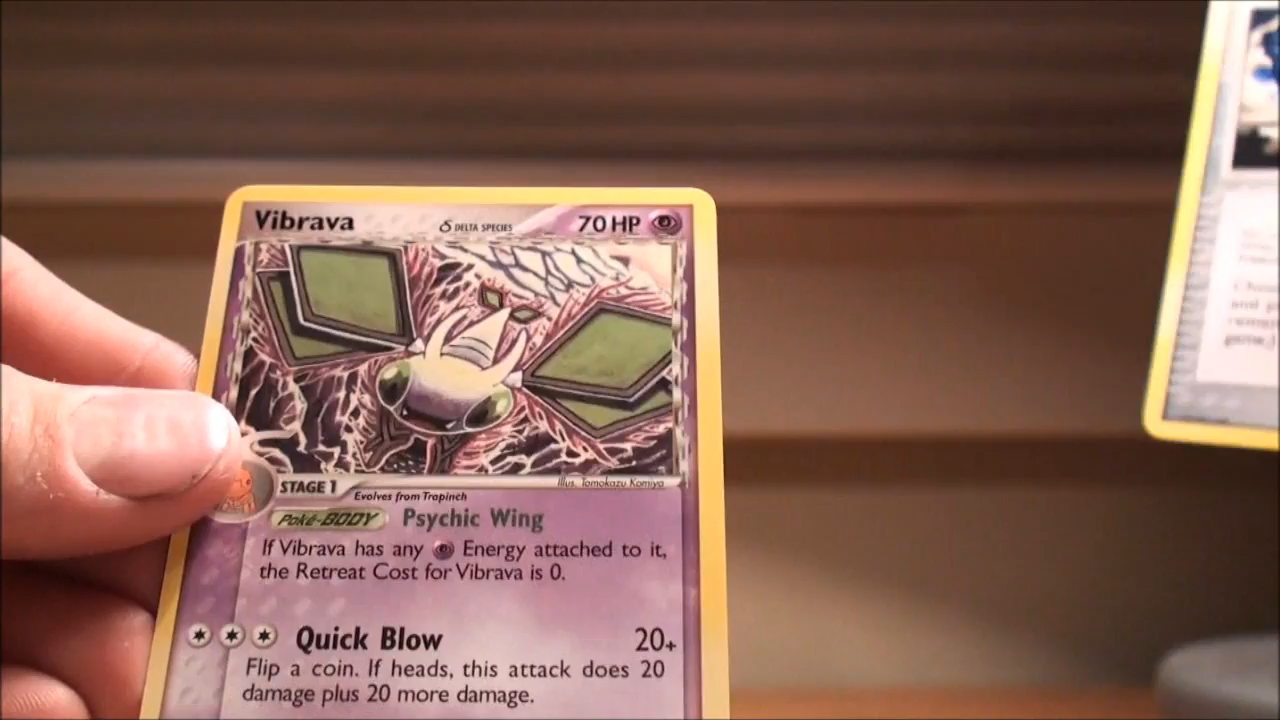 Vibrava δ DELTA SPECIES 70 HP
Illus. Tomokazu Komiya
STAGE 1 Evolves from Trapinch
Poké-BODY Psychic Wing
If Vibrava has any Energy attached to it,
the Retreat Cost for Vibrava is 0.
Quick Blow 20+
Flip a coin. If heads, this attack does 20
damage plus 20 more damage.
game.]